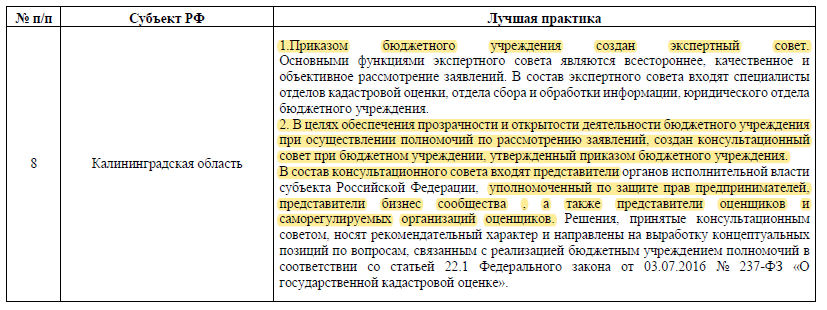 № п/п Субъект РФ Лучшая практика
8
Калининградская область
1.Приказом бюджетного учреждения создан экспертный совет.
Основными функциями экспертного совета являются всестороннее, качественное и
объективное рассмотрение заявлений. В состав экспертного совета входят специалисты
отделов кадастровой оценки, отдела сбора и обработки информации, юридического отдела
бюджетного учреждения.
2. В целях обеспечения прозрачности и открытости деятельности бюджетного учреждения
при осуществлении полномочий по рассмотрению заявлений, создан консультационный
совет при бюджетном учреждении, утвержденный приказом бюджетного учреждения.
В состав консультационного совета входят представители органов исполнительной власти
субъекта Российской Федерации, уполномоченный по защите прав предпринимателей,
представители бизнес сообщества , а также представители оценщиков и
саморегулируемых организаций оценщиков. Решения, принятые консультационным
советом, носят рекомендательный характер и направлены на выработку концептуальных
позиций по вопросам, связанным с реализацией бюджетным учреждением полномочий в
соответствии со статьей 22.1 Федерального закона от 03.07.2016 № 237-ФЗ «О
государственной кадастровой оценке».